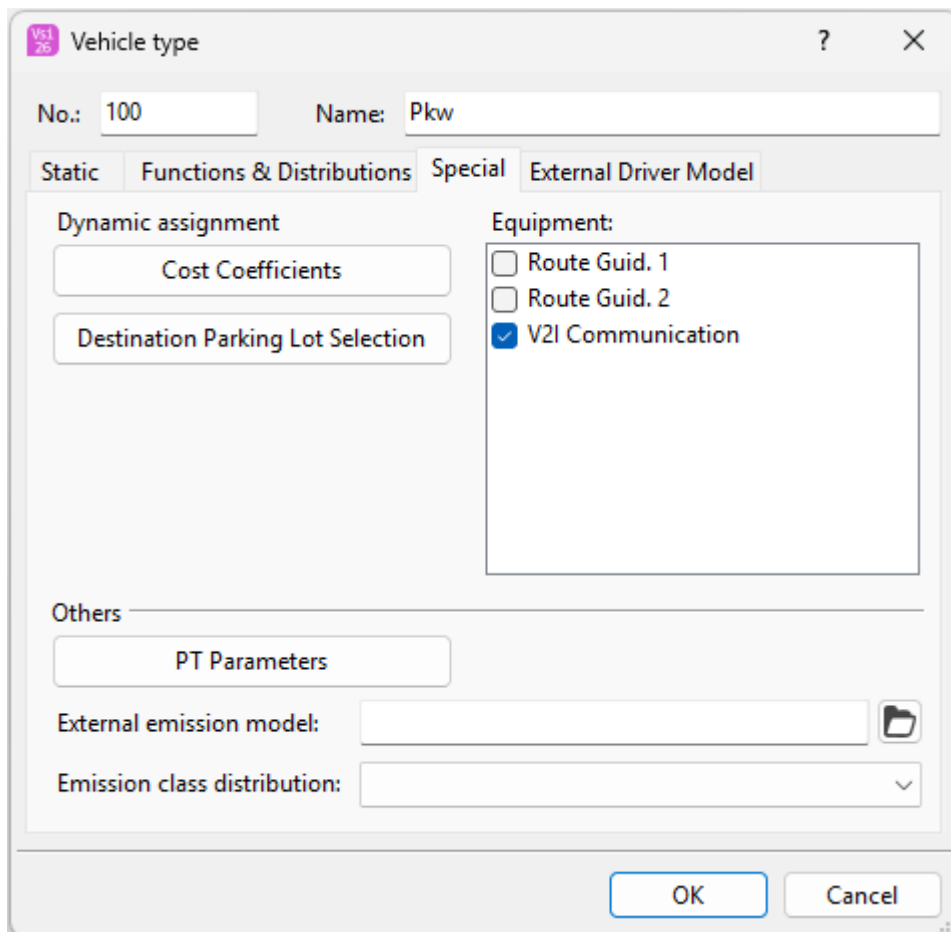 Vs1
26
Vehicle type
?
No.: 100 Name: Pkw
Static Functions & Distributions Special External Driver Model
Dynamic assignment
Cost Coefficients
Destination Parking Lot Selection
Equipment:
Route Guid. 1
Route Guid. 2
V2I Communication
Others
PT Parameters
External emission model:
Emission class distribution:
OK Cancel